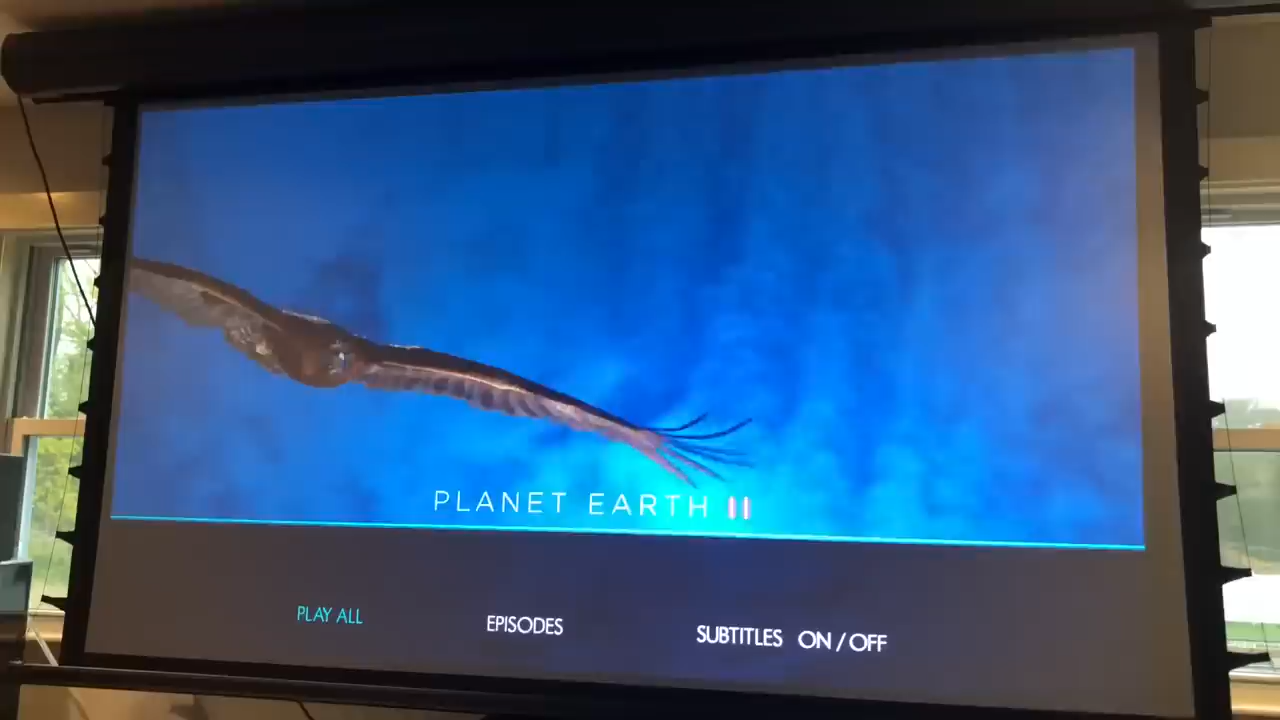 PLANET EARTH II
PLAY ALL
EPISODES
SUBTITLES ON / OFF